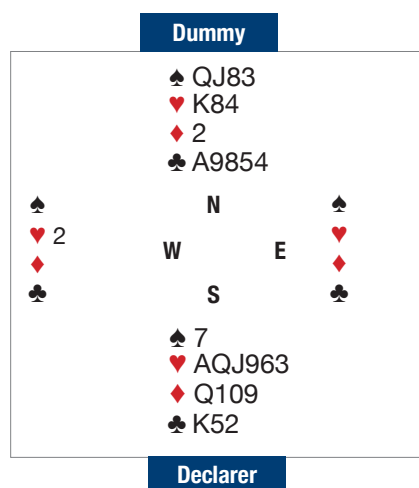 Dummy
♠ QJ83
♥ K84
♦ 2
♣ A9854
♠ N ♠
♥ 2 W E ♥
♦ ♦
♣ S ♣
♠ 7
♥ AQJ963
♦ Q109
♣ K52
Declarer